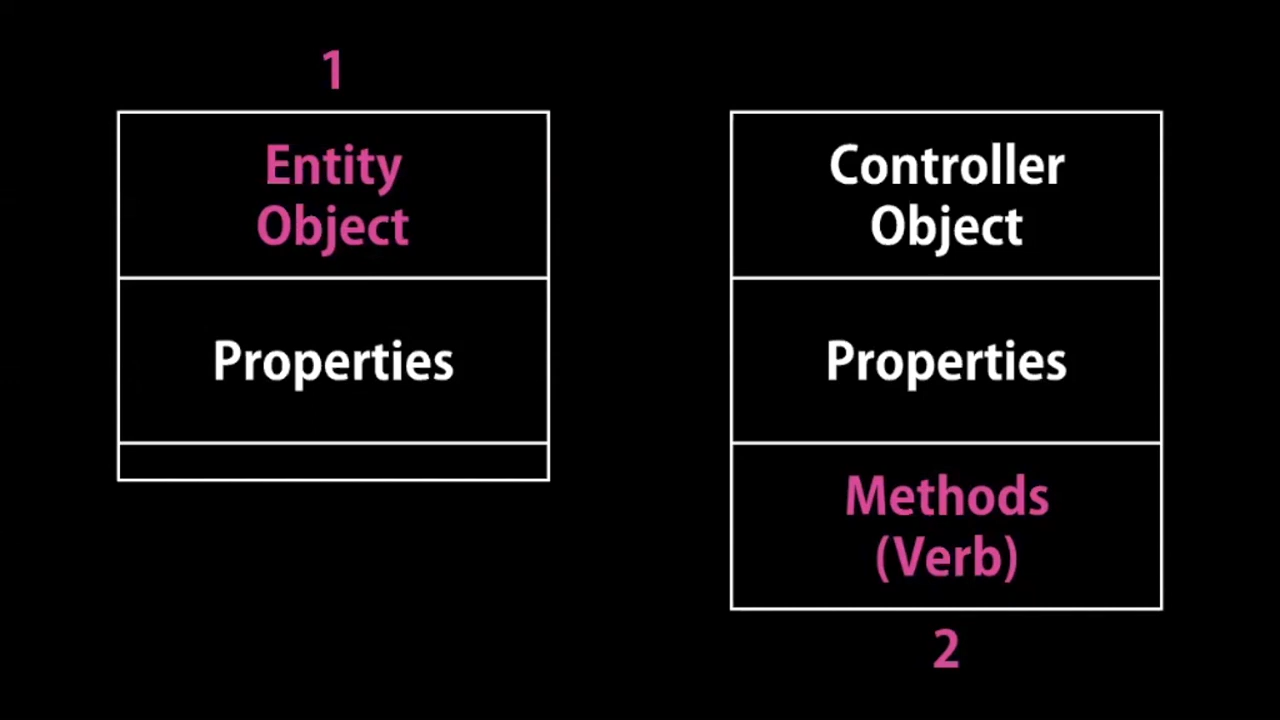 1
Entity
Object
Properties
Controller
Object
Properties
Methods
(Verb)
2